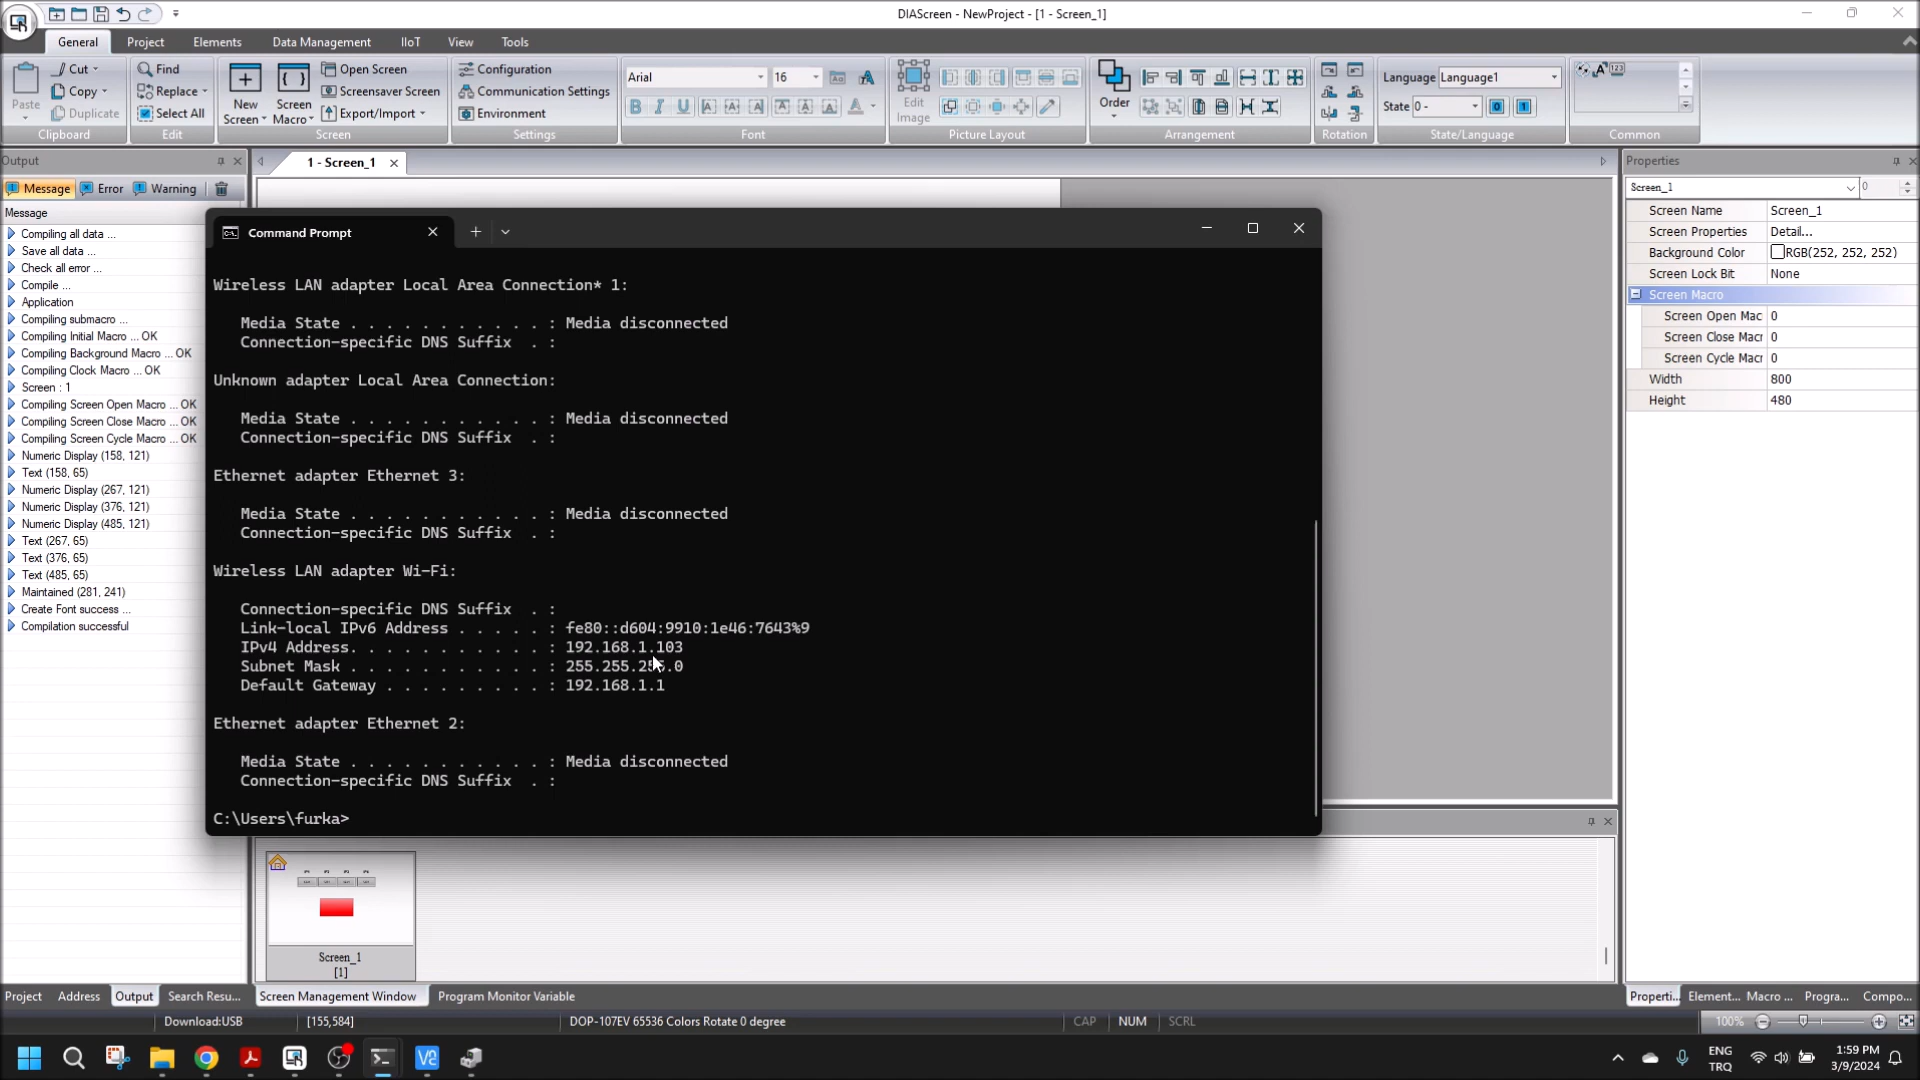 DIAScreen - NewProject - [1 - Screen_1]
General Project Elements Data Management IIoT View Tools
Paste
Cut
Copy
Duplicate
Clipboard
Find
Replace
Select All
Edit
New Screen
Screen Macro
Open Screen
Screensaver Screen
Export/Import
Screen
Configuration
Communication Settings
Environment
Settings
Arial 16
Font
Edit Image
Picture Layout
Order
Arrangement
Rotation
Language Language1
State 0 -
State/Language
Common
Output
Message Error Warning
Message
Compiling all data ...
Save all data ...
Check all error ...
Compile ...
Application
Compiling submacro ...
Compiling Initial Macro ... OK
Compiling Background Macro ... OK
Compiling Clock Macro ... OK
Screen : 1
Compiling Screen Open Macro ... OK
Compiling Screen Close Macro ... OK
Compiling Screen Cycle Macro ... OK
Numeric Display (158, 121)
Text (158, 65)
Numeric Display (267, 121)
Numeric Display (376, 121)
Numeric Display (485, 121)
Text (267, 65)
Text (376, 65)
Text (485, 65)
Maintained (281, 241)
Create Font success ...
Compilation successful
1 - Screen_1
Command Prompt
Wireless LAN adapter Local Area Connection* 1:
Media State . . . . . . . . . . . : Media disconnected
Connection-specific DNS Suffix . :
Unknown adapter Local Area Connection:
Media State . . . . . . . . . . . : Media disconnected
Connection-specific DNS Suffix . :
Ethernet adapter Ethernet 3:
Media State . . . . . . . . . . . : Media disconnected
Connection-specific DNS Suffix . :
Wireless LAN adapter Wi-Fi:
Connection-specific DNS Suffix . :
Link-local IPv6 Address . . . . . : fe80::d604:9910:1e46:7643%9
IPv4 Address. . . . . . . . . . . : 192.168.1.103
Subnet Mask . . . . . . . . . . . : 255.255.255.0
Default Gateway . . . . . . . . . : 192.168.1.1
Ethernet adapter Ethernet 2:
Media State . . . . . . . . . . . : Media disconnected
Connection-specific DNS Suffix . :
C:\Users\furka>
Properties
Screen_1 0
Screen Name Screen_1
Screen Properties Detail...
Background Color RGB(252, 252, 252)
Screen Lock Bit None
Screen Macro
Screen Open Mac 0
Screen Close Macr 0
Screen Cycle Macr 0
Width 800
Height 480
Screen_1
[1]
Project Address Output Search Resu... Screen Management Window Program Monitor Variable Properti... Element... Macro ... Progra... Compo...
Download:USB [155,584] DOP-107EV 65536 Colors Rotate 0 degree CAP NUM SCRL 100%
ENG
TRQ
1:59 PM
3/9/2024